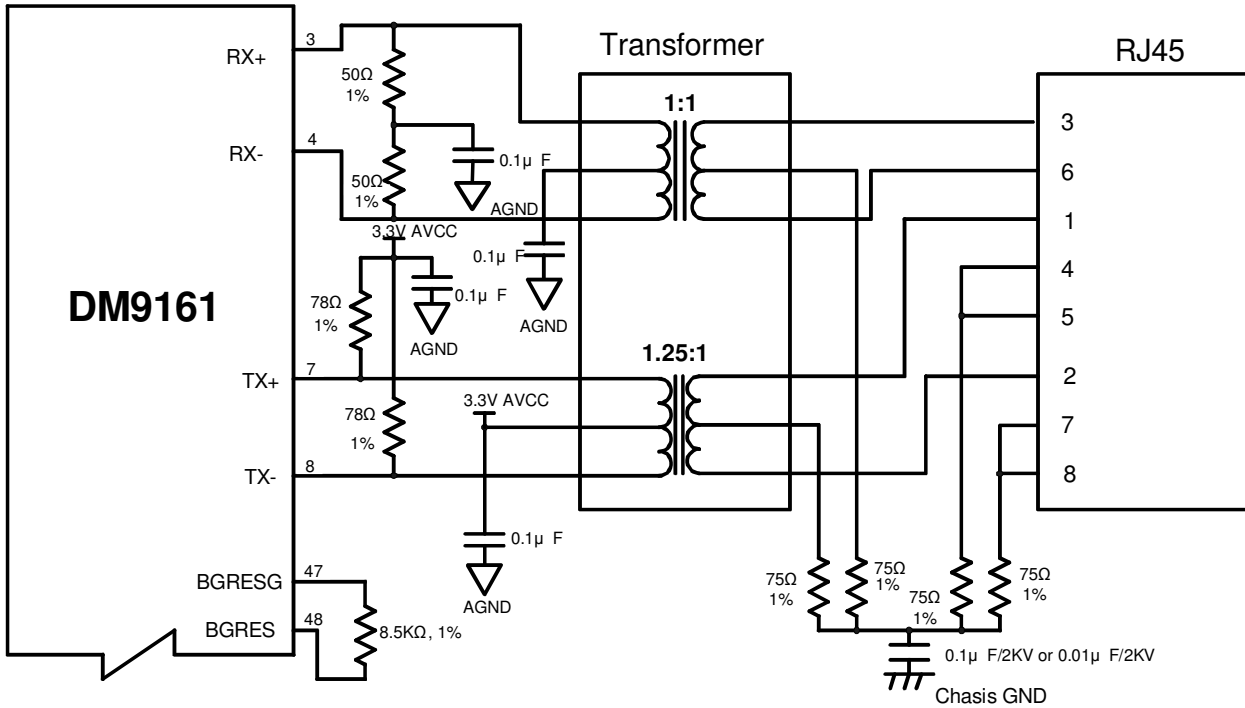 Transformer
RJ45
DM9161
RX+
3
50Ω
1%
RX-
4
50Ω
1%
0.1µ F
AGND
3.3V AVCC
0.1µ F
AGND
0.1µ F
AGND
78Ω
1%
TX+
7
78Ω
1%
TX-
8
3.3V AVCC
0.1µ F
AGND
BGRESG
47
BGRES
48
8.5KΩ, 1%
1:1
1.25:1
3
6
1
4
5
2
7
8
75Ω
1%
75Ω
1%
75Ω
1%
75Ω
1%
0.1µ F/2KV or 0.01µ F/2KV
Chasis GND